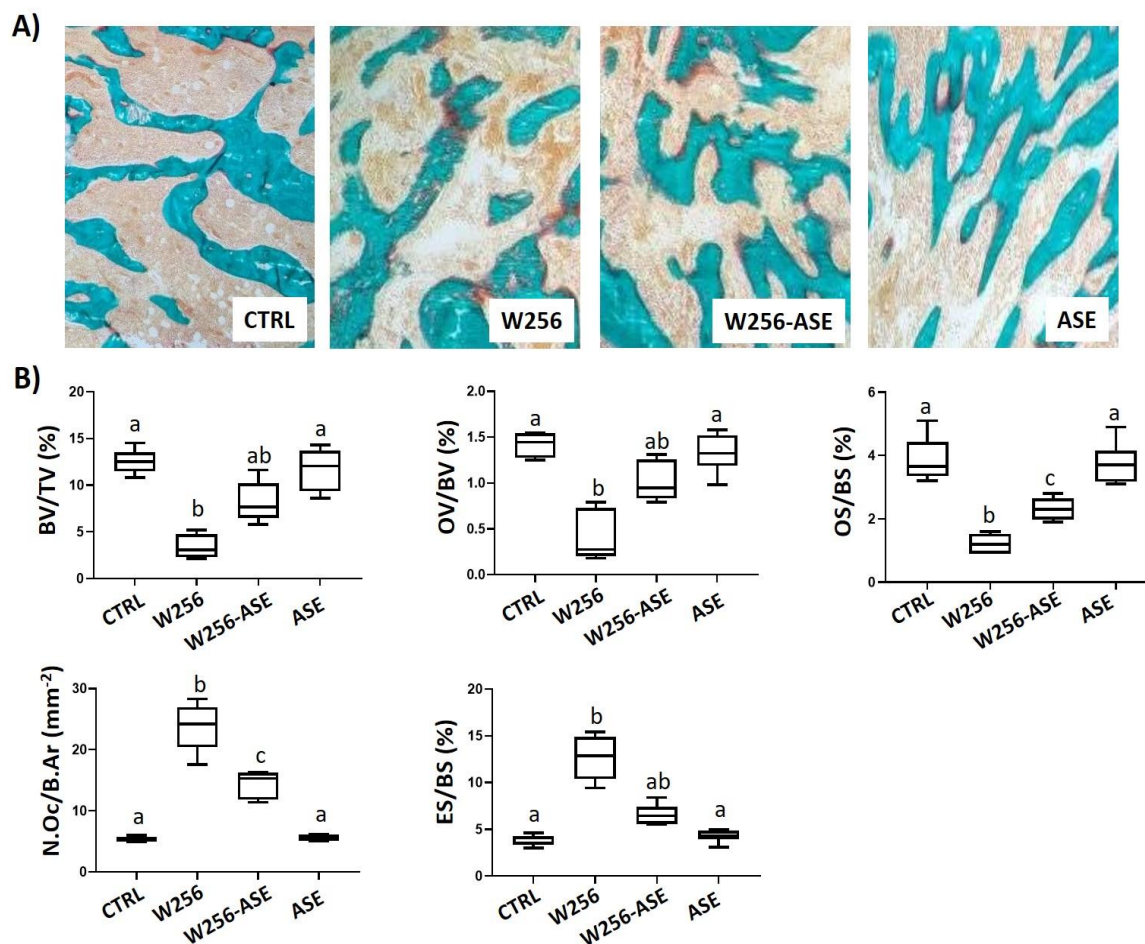 A)
CTRL
W256
W256-ASE
ASE
B)
BV/TV (%)
20
15
10
5
0
a
b
ab
a
CTRL
W256
W256-ASE
ASE
OV/BV (%)
2.0
1.5
1.0
0.5
0.0
a
b
ab
a
CTRL
W256
W256-ASE
ASE
OS/BS (%)
6
4
2
0
a
b
c
a
CTRL
W256
W256-ASE
ASE
N.Oc/B.Ar (mm⁻²)
30
20
10
0
a
b
c
a
CTRL
W256
W256-ASE
ASE
ES/BS (%)
20
15
10
5
0
a
b
ab
a
CTRL
W256
W256-ASE
ASE